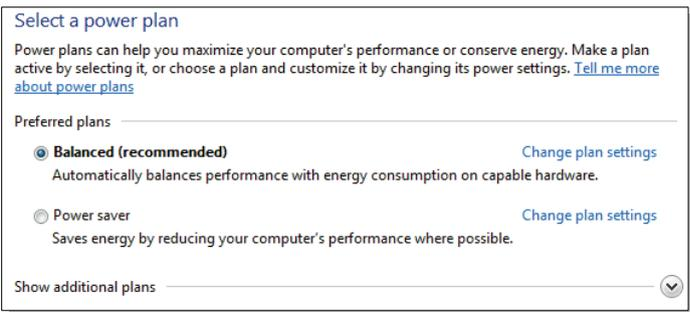 Select a power plan
Power plans can help you maximize your computer's performance or conserve energy. Make a plan
active by selecting it, or choose a plan and customize it by changing its power settings. Tell me more
about power plans
Preferred plans
Balanced (recommended) Change plan settings
Automatically balances performance with energy consumption on capable hardware.
Power saver Change plan settings
Saves energy by reducing your computer's performance where possible.
Show additional plans